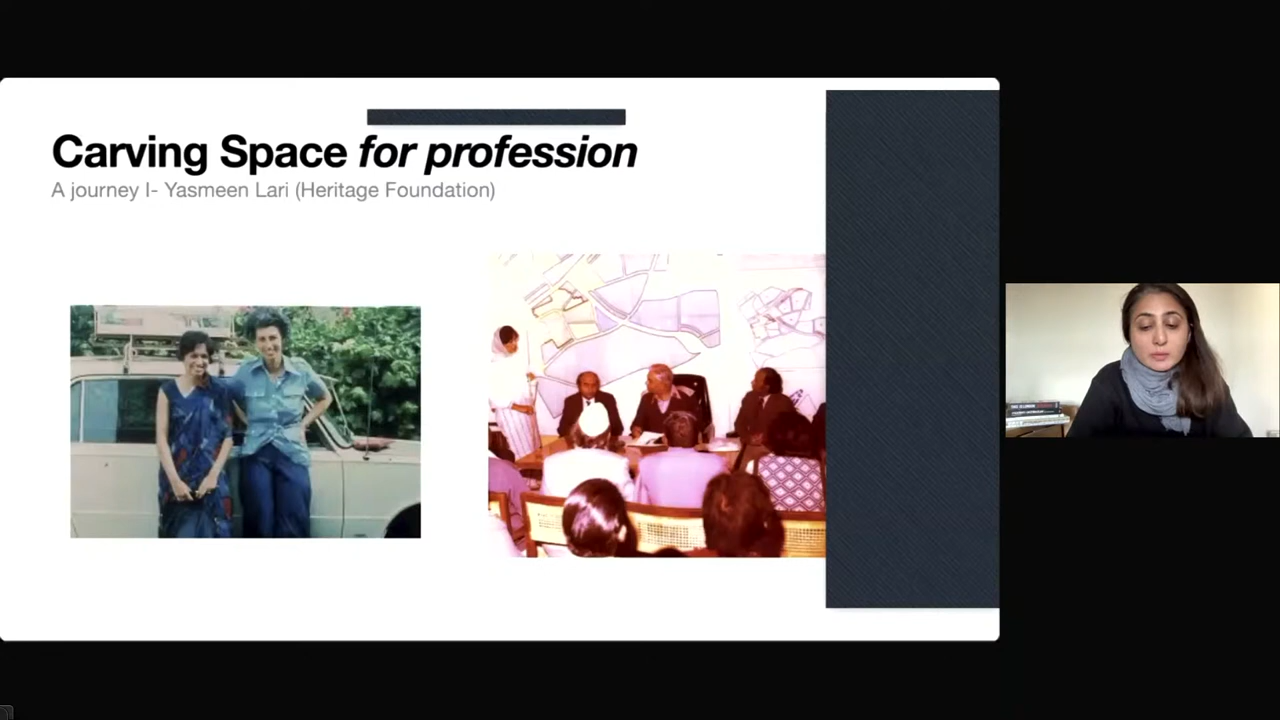 Carving Space for profession
A journey I- Yasmeen Lari (Heritage Foundation)